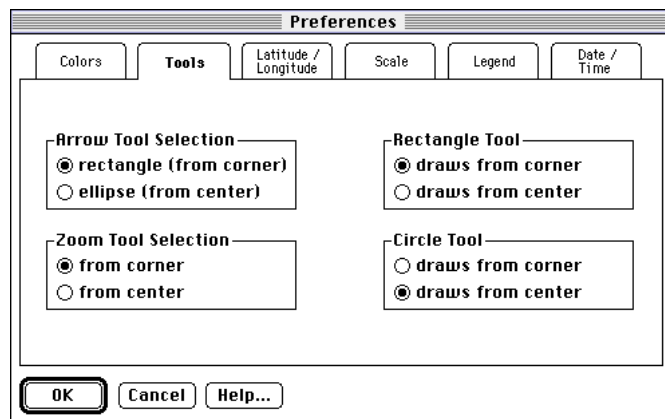 Preferences
Colors
Tools
Latitude /
Longitude
Scale
Legend
Date /
Time
Arrow Tool Selection
rectangle (from corner)
ellipse (from center)
Rectangle Tool
draws from corner
draws from center
Zoom Tool Selection
from corner
from center
Circle Tool
draws from corner
draws from center
OK
Cancel
Help...